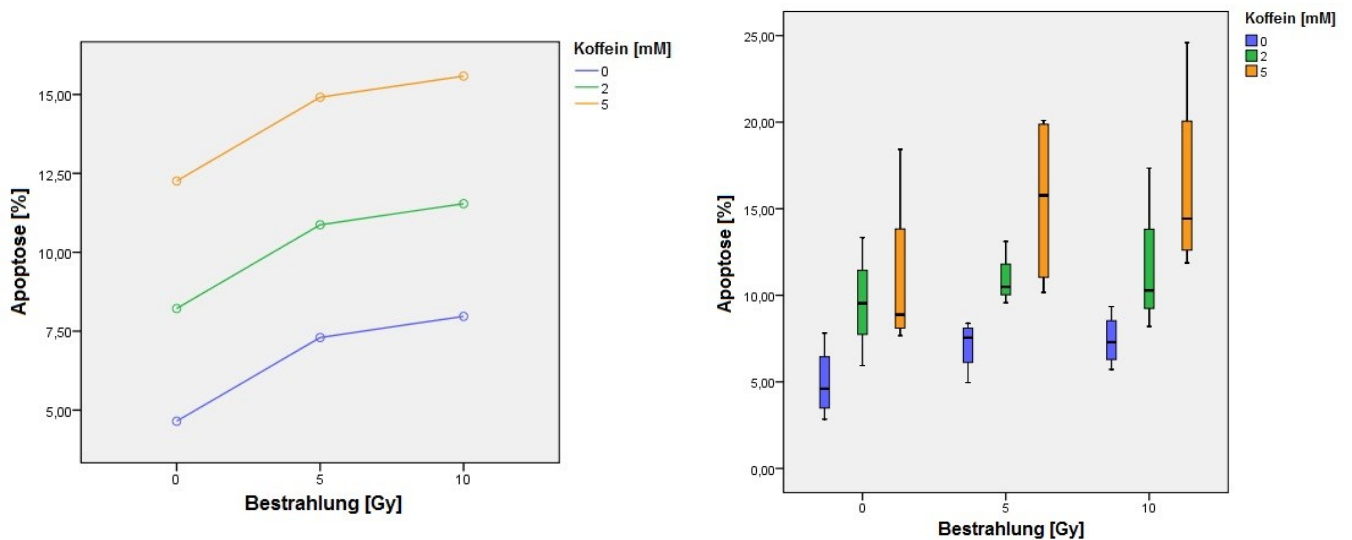 Koffein [mM]
0
2
5
15,00
12,50
10,00
7,50
5,00
Apoptose [%]
0 5 10
Bestrahlung [Gy]
Koffein [mM]
0
2
5
25,00
20,00
15,00
10,00
5,00
0,00
Apoptose [%]
0 5 10
Bestrahlung [Gy]